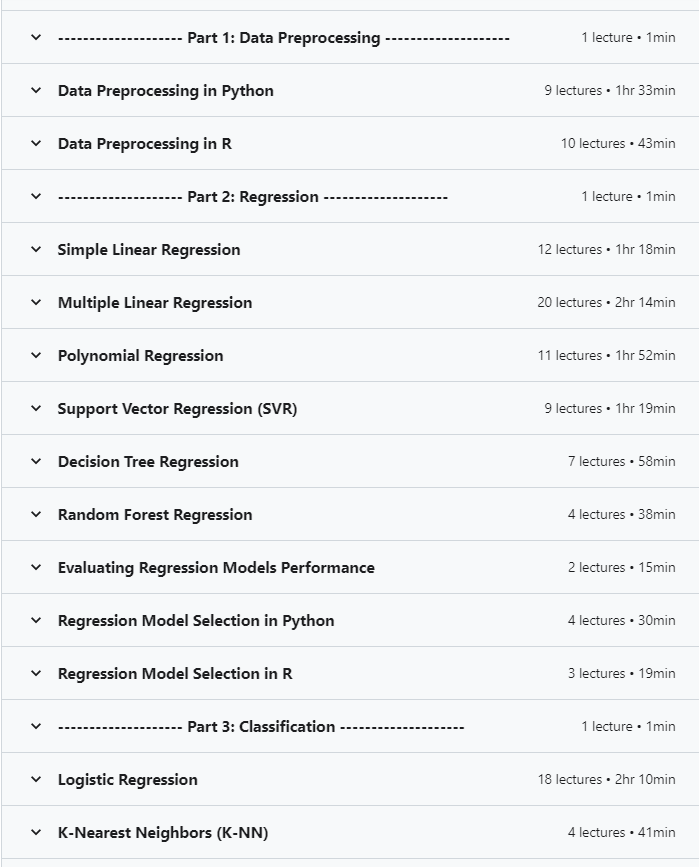 -------------------- Part 1: Data Preprocessing -------------------- 1 lecture • 1min
Data Preprocessing in Python 9 lectures • 1hr 33min
Data Preprocessing in R 10 lectures • 43min
-------------------- Part 2: Regression -------------------- 1 lecture • 1min
Simple Linear Regression 12 lectures • 1hr 18min
Multiple Linear Regression 20 lectures • 2hr 14min
Polynomial Regression 11 lectures • 1hr 52min
Support Vector Regression (SVR) 9 lectures • 1hr 19min
Decision Tree Regression 7 lectures • 58min
Random Forest Regression 4 lectures • 38min
Evaluating Regression Models Performance 2 lectures • 15min
Regression Model Selection in Python 4 lectures • 30min
Regression Model Selection in R 3 lectures • 19min
-------------------- Part 3: Classification -------------------- 1 lecture • 1min
Logistic Regression 18 lectures • 2hr 10min
K-Nearest Neighbors (K-NN) 4 lectures • 41min